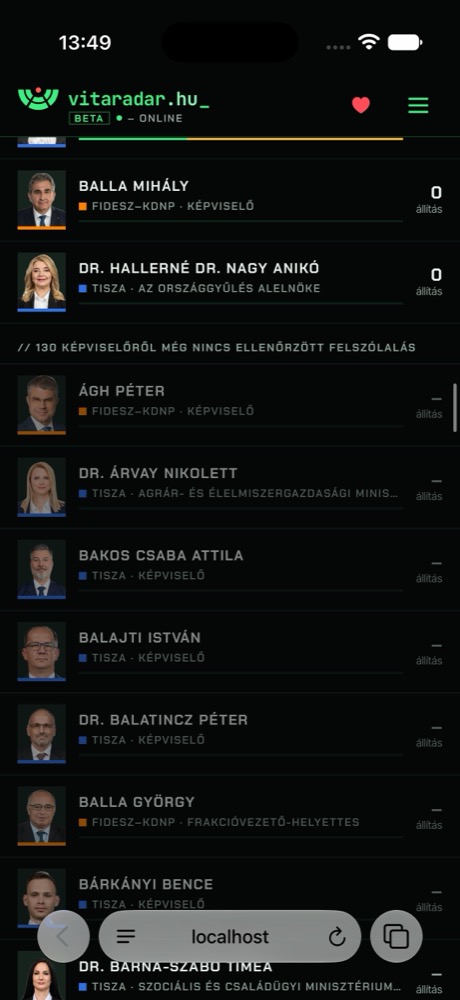 13:49
vitaradar.hu_
BETA ● – ONLINE
BALLA MIHÁLY
FIDESZ–KDNP · KÉPVISELŐ
0
állítás
DR. HALLERNÉ DR. NAGY ANIKÓ
TISZA · AZ ORSZÁGGYŰLÉS ALELNÖKE
0
állítás
// 130 KÉPVISELŐRŐL MÉG NINCS ELLENŐRZÖTT FELSZÓLALÁS
ÁGH PÉTER
FIDESZ–KDNP · KÉPVISELŐ
–
állítás
DR. ÁRVAY NIKOLETT
TISZA · AGRÁR- ÉS ÉLELMISZERGAZDASÁGI MINIS...
–
állítás
BAKOS CSABA ATTILA
TISZA · KÉPVISELŐ
–
állítás
BALAJTI ISTVÁN
TISZA · KÉPVISELŐ
–
állítás
DR. BALATINCZ PÉTER
TISZA · KÉPVISELŐ
–
állítás
BALLA GYÖRGY
FIDESZ–KDNP · FRAKCIÓVEZETŐ-HELYETTES
–
állítás
BÁRKÁNYI BENCE
TISZA · KÉPVISELŐ
–
állítás
localhost
DR. BARNA-SZABÓ TÍMEA
TISZA · SZOCIÁLIS ÉS CSALÁDÜGYI MINISZTÉRIUM...
–
állítás